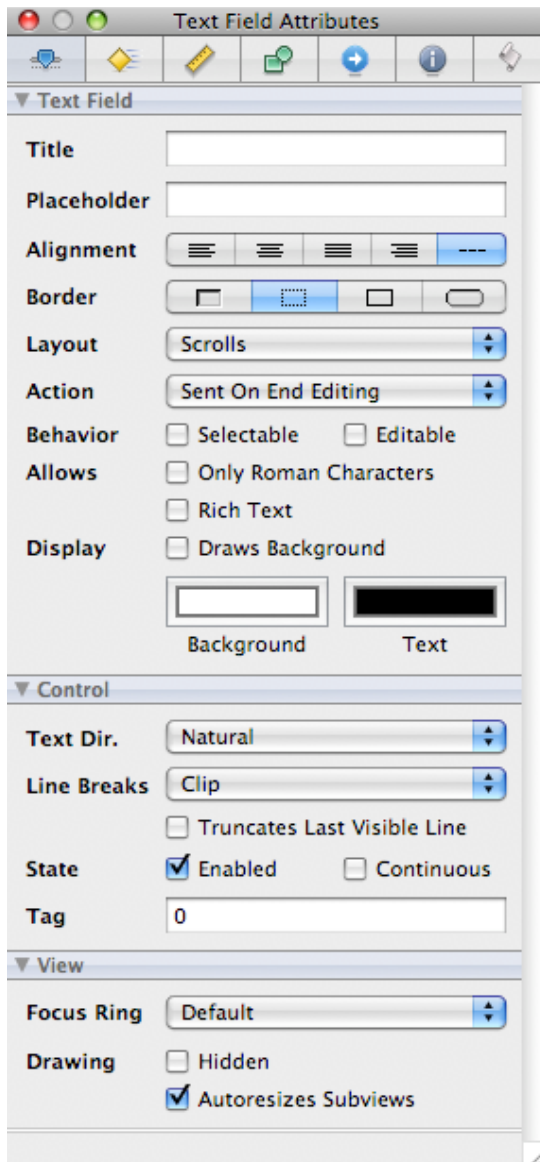 Text Field Attributes
Text Field
Title
Placeholder
Alignment
Border
Layout Scrolls
Action Sent On End Editing
Behavior Selectable Editable
Allows Only Roman Characters
Rich Text
Display Draws Background
Background Text
Control
Text Dir. Natural
Line Breaks Clip
Truncates Last Visible Line
State Enabled Continuous
Tag 0
View
Focus Ring Default
Drawing Hidden
Autoresizes Subviews